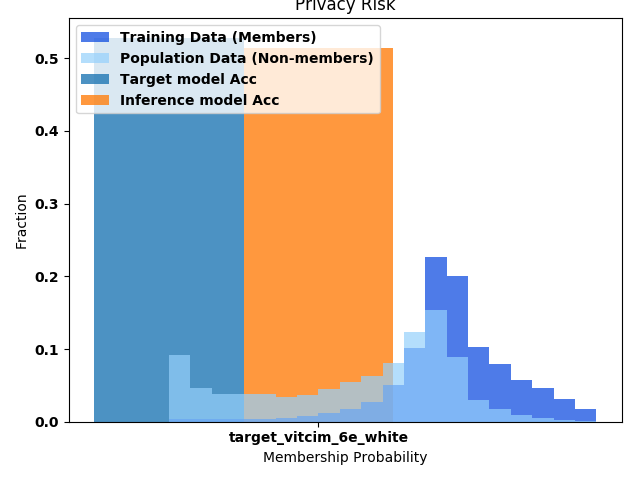 Privacy Risk
Training Data (Members)
Population Data (Non-members)
Target model Acc
Inference model Acc
0.5
0.4
0.3
0.2
0.1
0.0
Fraction
target_vitcim_6e_white
Membership Probability